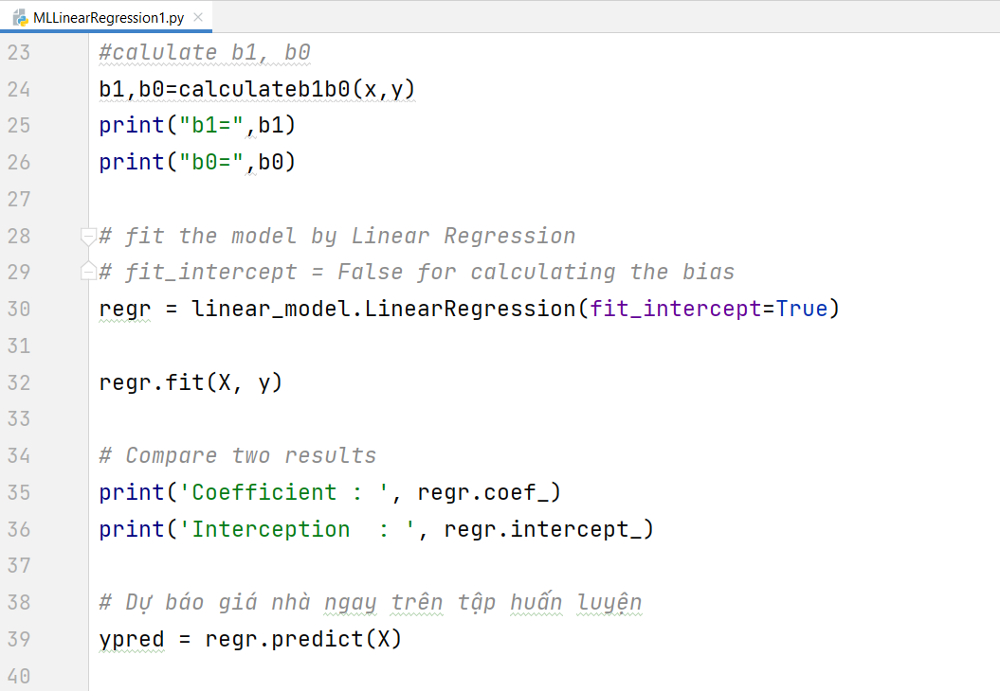 MLLinearRegression1.py
23 #calulate b1, b0
24 b1,b0=calculateb1b0(x,y)
25 print("b1=",b1)
26 print("b0=",b0)
27
28 # fit the model by Linear Regression
29 # fit_intercept = False for calculating the bias
30 regr = linear_model.LinearRegression(fit_intercept=True)
31
32 regr.fit(X, y)
33
34 # Compare two results
35 print('Coefficient : ', regr.coef_)
36 print('Interception  : ', regr.intercept_)
37
38 # Dự báo giá nhà ngay trên tập huấn luyện
39 ypred = regr.predict(X)
40